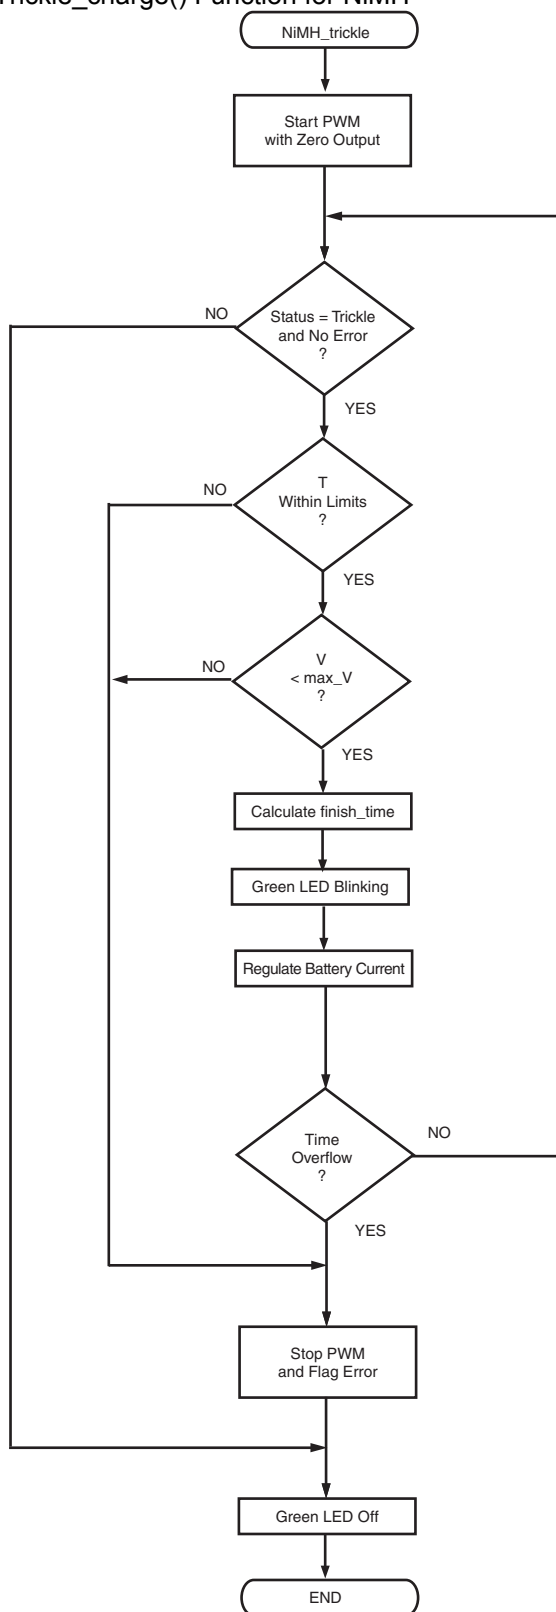 Trickle_charge() Function for NiMH
NiMH_trickle
Start PWM
with Zero Output
NO
Status = Trickle
and No Error
?
YES
NO
T
Within Limits
?
YES
NO
V
< max_V
?
YES
Calculate finish_time
Green LED Blinking
Regulate Battery Current
Time
Overflow
?
NO
YES
Stop PWM
and Flag Error
Green LED Off
END